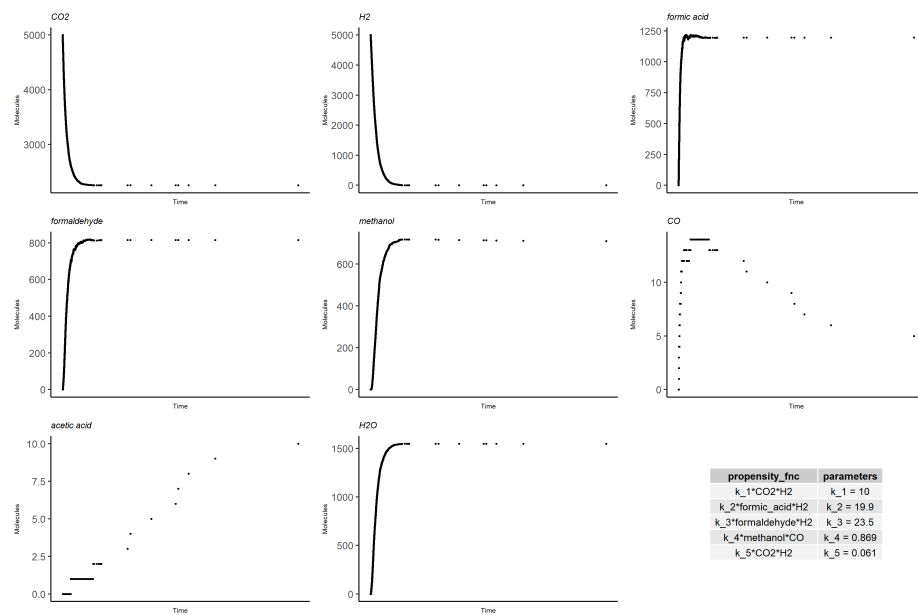 CO2
5000
4000
3000
Molecules
Time
H2
5000
4000
3000
2000
1000
0
Molecules
Time
formic acid
1250
1000
750
500
250
0
Molecules
Time
formaldehyde
800
600
400
200
0
Molecules
Time
methanol
600
400
200
0
Molecules
Time
CO
10
5
0
Molecules
Time
acetic acid
10.0
7.5
5.0
2.5
0.0
Molecules
Time
H2O
1500
1000
500
0
Molecules
Time
propensity_fnc parameters
k_1*CO2*H2 k_1 = 10
k_2*formic_acid*H2 k_2 = 19.9
k_3*formaldehyde*H2 k_3 = 23.5
k_4*methanol*CO k_4 = 0.869
k_5*CO2*H2 k_5 = 0.061